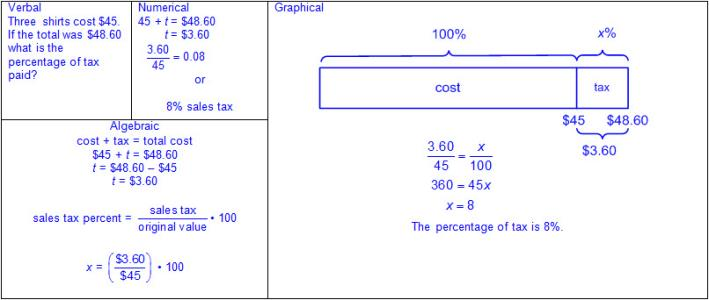 Verbal
Three shirts cost $45.
If the total was $48.60
what is the
percentage of tax
paid?
Numerical
45 + t = $48.60
t = $3.60
3.60
45
= 0.08
or
8% sales tax
Algebraic
cost + tax = total cost
$45 + t = $48.60
t = $48.60 – $45
t = $3.60
sales tax percent = sales tax / original value • 100
x = ($3.60 / $45) • 100
Graphical
100% x%
cost tax
$45 $48.60
$3.60
3.60 / 45 = x / 100
360 = 45x
x = 8
The percentage of tax is 8%.